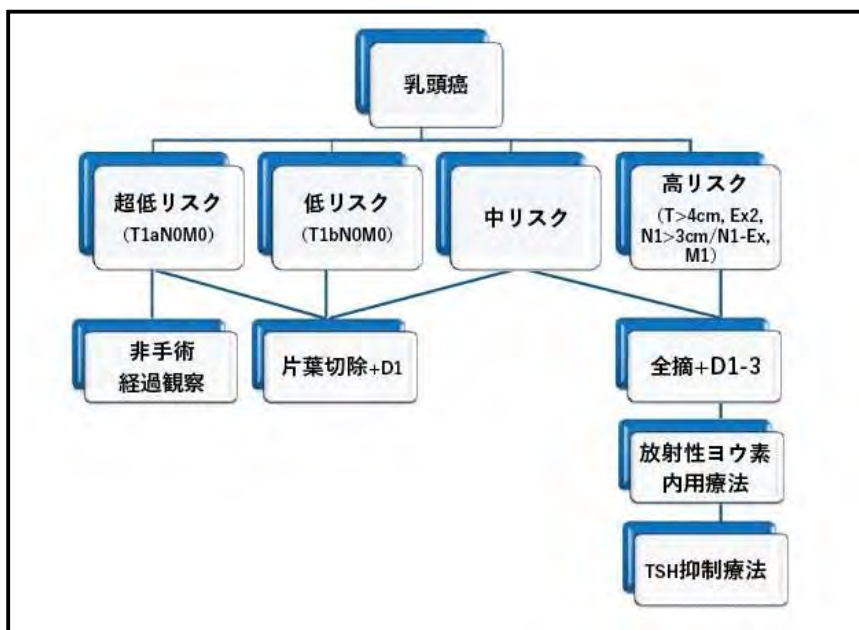 乳頭癌
超低リスク
(T1aN0M0)
低リスク
(T1bN0M0)
中リスク
高リスク
(T>4cm, Ex2,
N1>3cm/N1-Ex,
M1)
非手術
経過観察
片葉切除+D1
全摘+D1-3
放射性ヨウ素
内用療法
TSH抑制療法